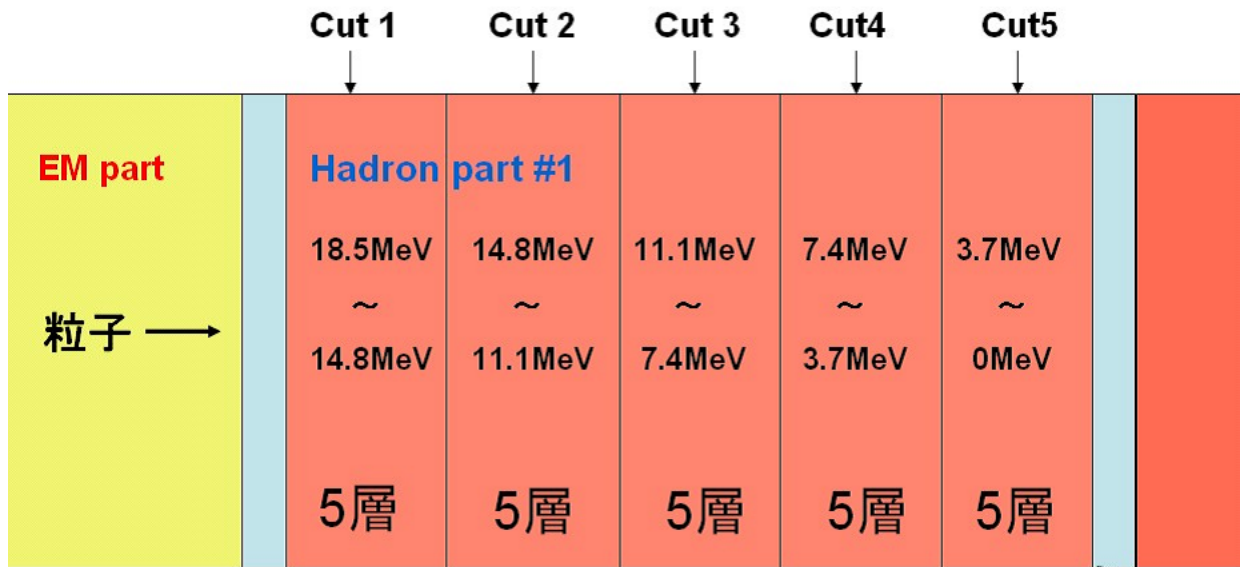 Cut 1 Cut 2 Cut 3 Cut4 Cut5
EM part Hadron part #1
18.5MeV 14.8MeV 11.1MeV 7.4MeV 3.7MeV
~ ~ ~ ~ ~
粒子 14.8MeV 11.1MeV 7.4MeV 3.7MeV 0MeV
5層 5層 5層 5層 5層